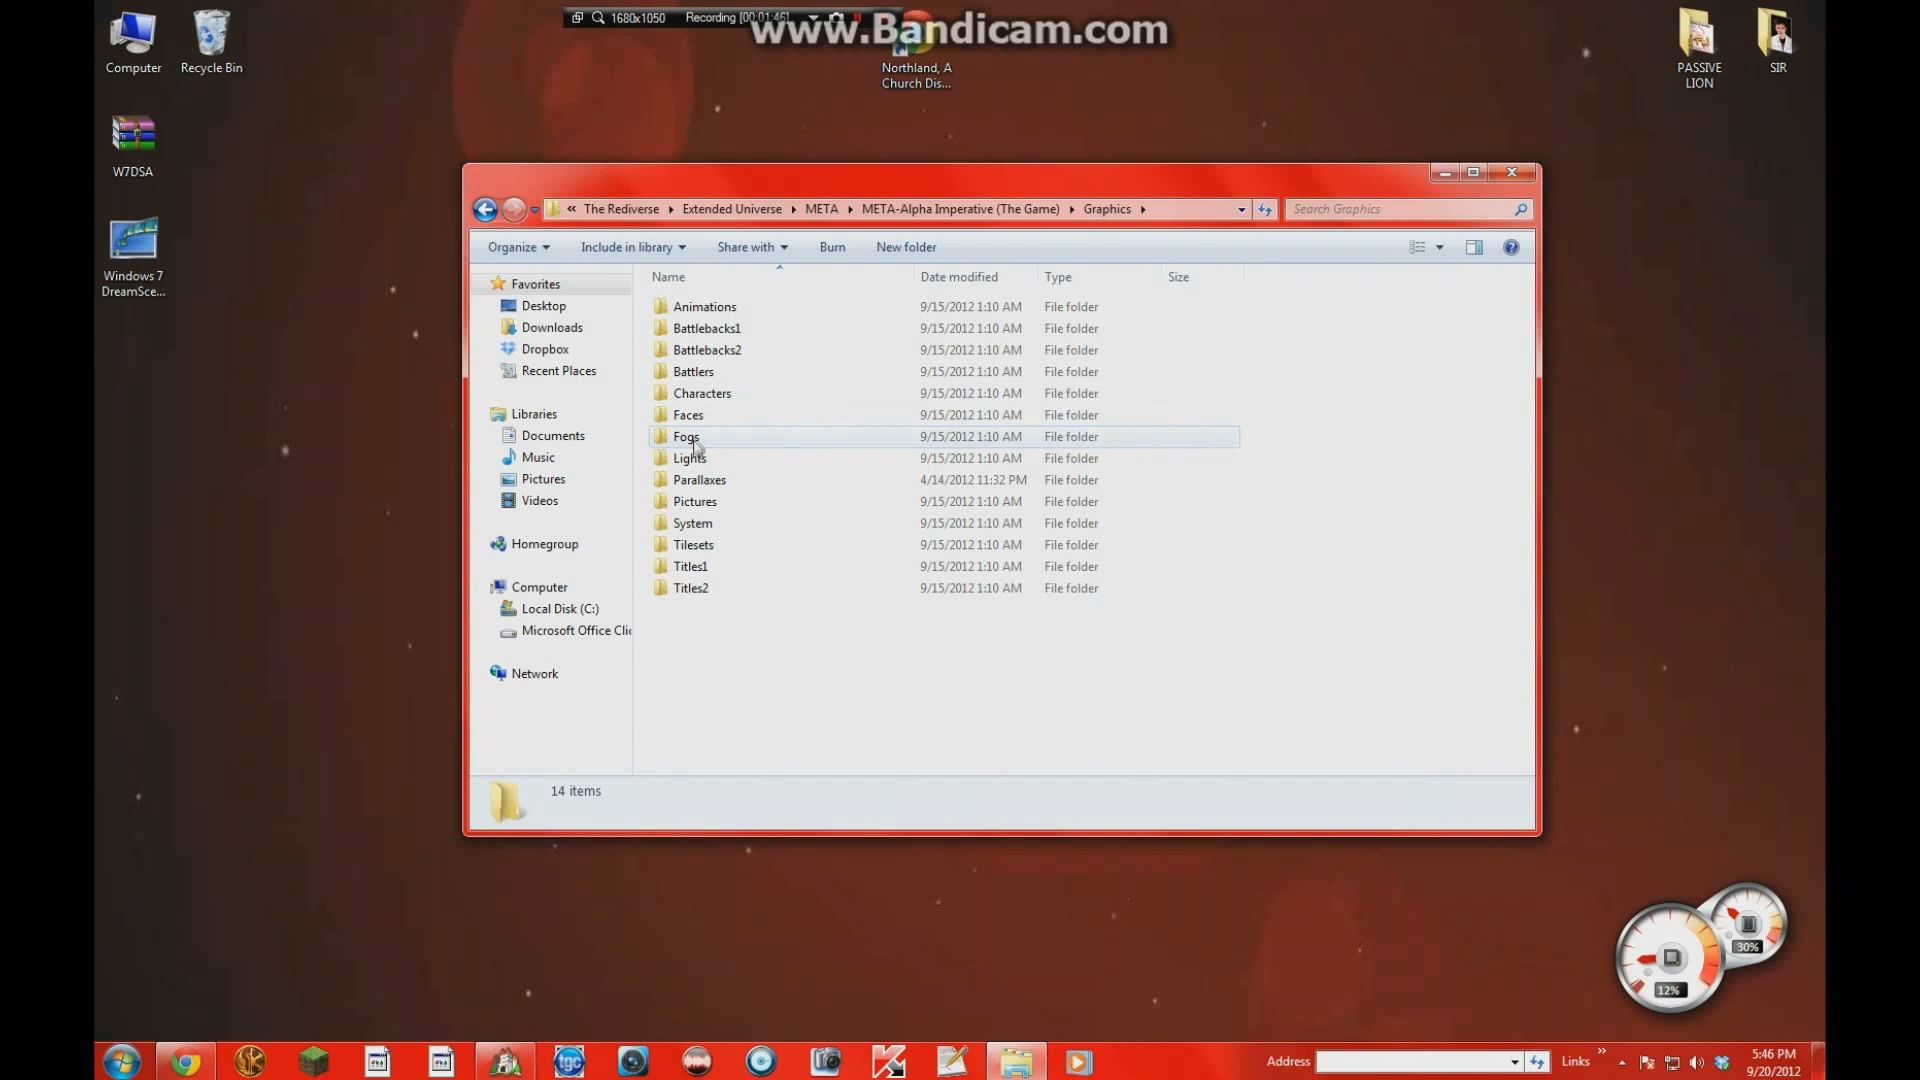 1680x1050 Recording [00:01:46]
www.Bandicam.com
Computer
Recycle Bin
Northland, A
Church Dis...
PASSIVE
LION
SIR
W7DSA
Windows 7
DreamSce...
« The Rediverse Extended Universe META META-Alpha Imperative (The Game) Graphics
Search Graphics
Organize Include in library Share with Burn New folder
Name Date modified Type Size
Favorites
Desktop
Downloads
Dropbox
Recent Places
Libraries
Documents
Music
Pictures
Videos
Homegroup
Computer
Local Disk (C:)
Microsoft Office Clic
Network
Animations 9/15/2012 1:10 AM File folder
Battlebacks1 9/15/2012 1:10 AM File folder
Battlebacks2 9/15/2012 1:10 AM File folder
Battlers 9/15/2012 1:10 AM File folder
Characters 9/15/2012 1:10 AM File folder
Faces 9/15/2012 1:10 AM File folder
Fogs 9/15/2012 1:10 AM File folder
Lights 9/15/2012 1:10 AM File folder
Parallaxes 4/14/2012 11:32 PM File folder
Pictures 9/15/2012 1:10 AM File folder
System 9/15/2012 1:10 AM File folder
Tilesets 9/15/2012 1:10 AM File folder
Titles1 9/15/2012 1:10 AM File folder
Titles2 9/15/2012 1:10 AM File folder
14 items
30%
12%
tgc
Address
Links »
5:46 PM
9/20/2012